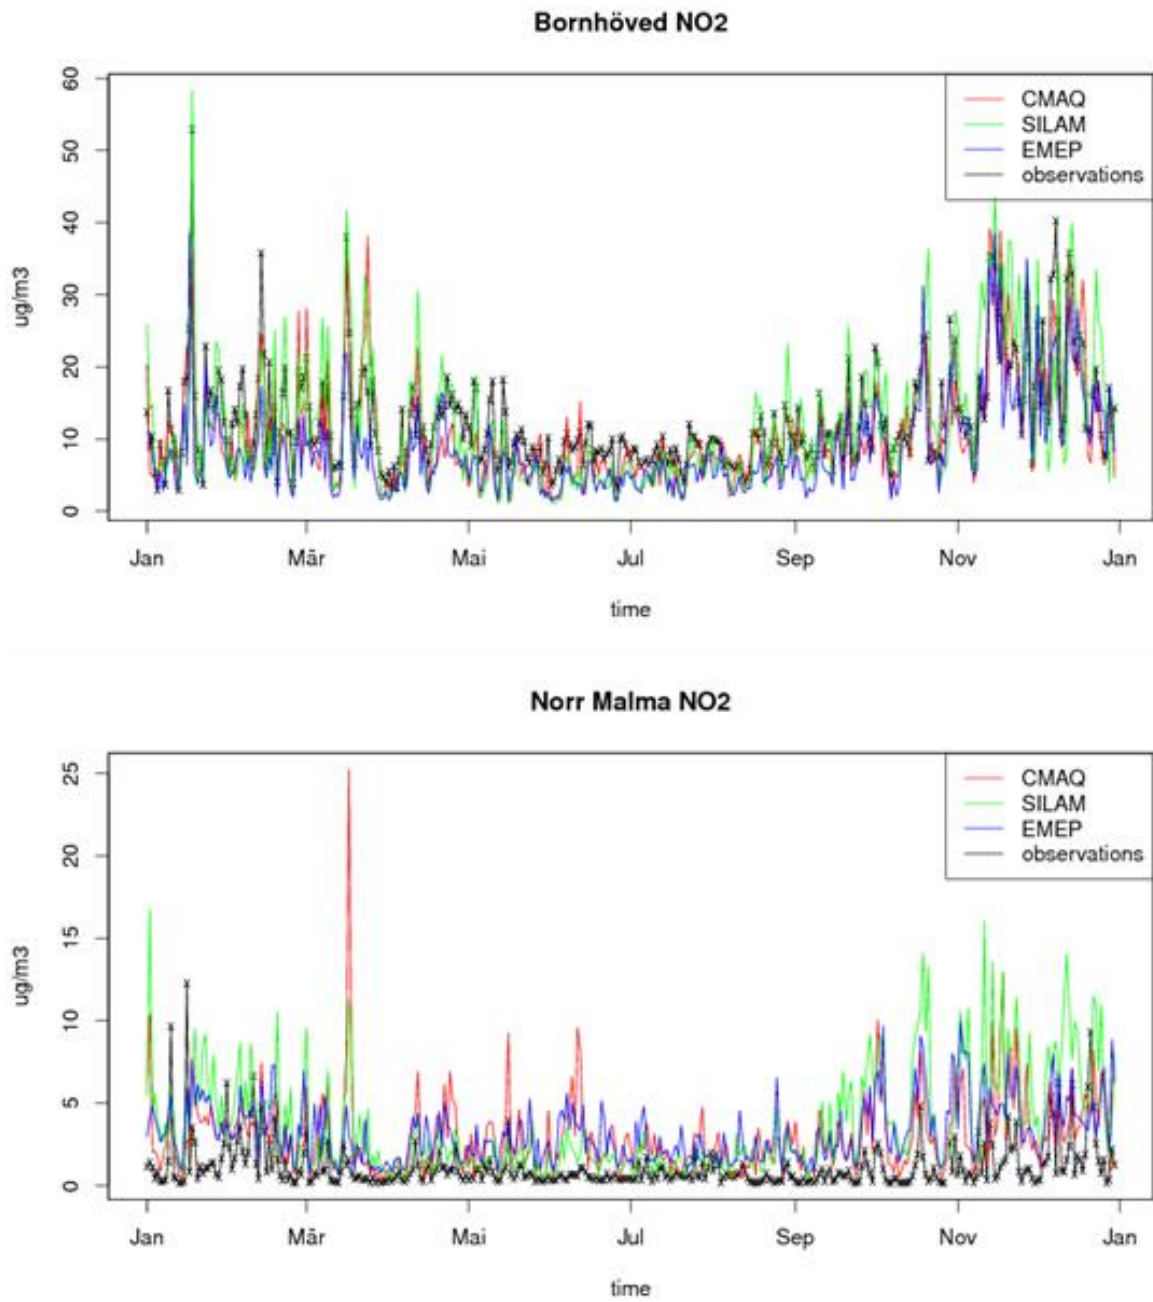 Bornhöved NO2
60
50
40
30
20
10
0
ug/m3
CMAQ
SILAM
EMEP
observations
Jan Mär Mai Jul Sep Nov Jan
time
Norr Malma NO2
25
20
15
10
5
0
ug/m3
CMAQ
SILAM
EMEP
observations
Jan Mär Mai Jul Sep Nov Jan
time